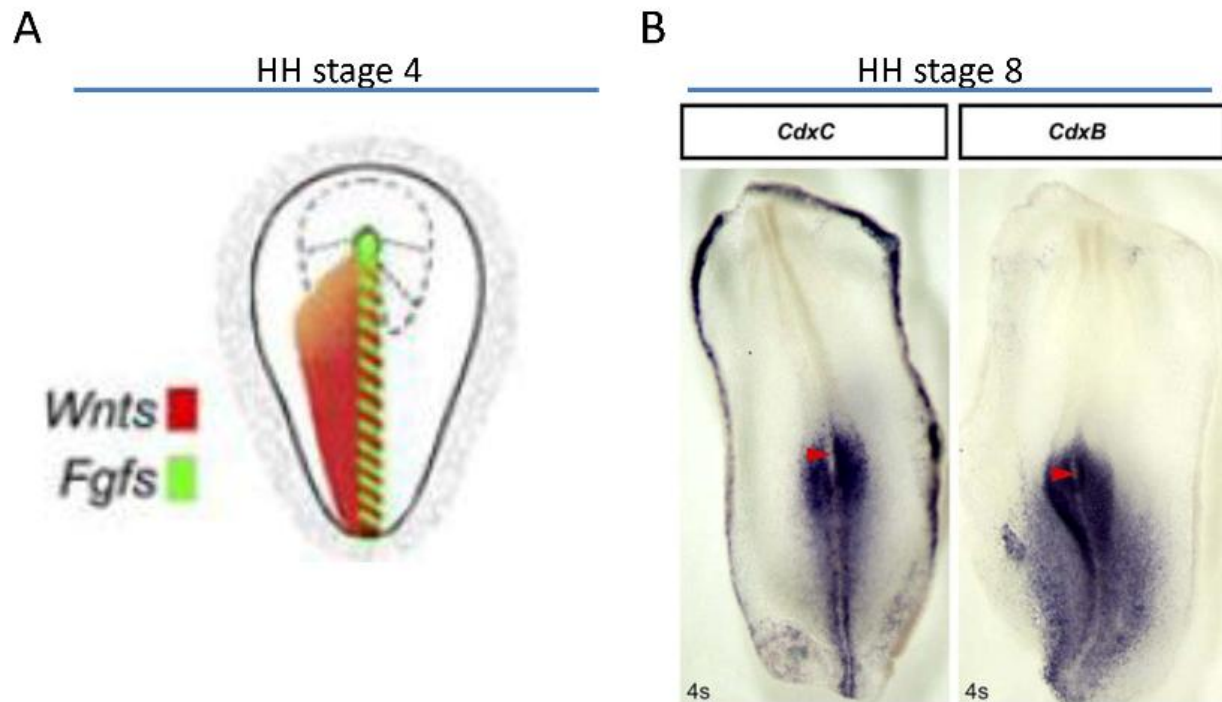 A
HH stage 4
Wnts
Fgfs
B
HH stage 8
CdxC
CdxB
4s
4s